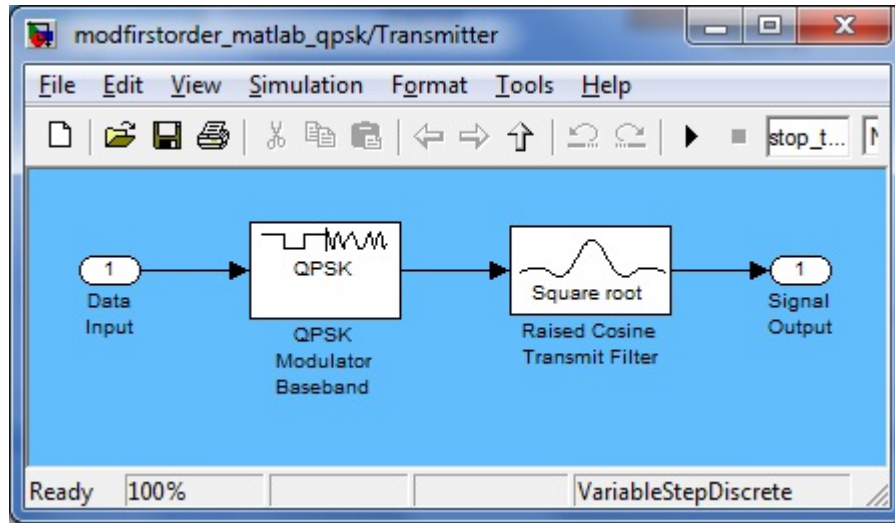 modfirstorder_matlab_qpsk/Transmitter
File Edit View Simulation Format Tools Help
stop_t...
1
QPSK
Square root
1
Data
Input
QPSK
Modulator
Baseband
Raised Cosine
Transmit Filter
Signal
Output
Ready 100% VariableStepDiscrete